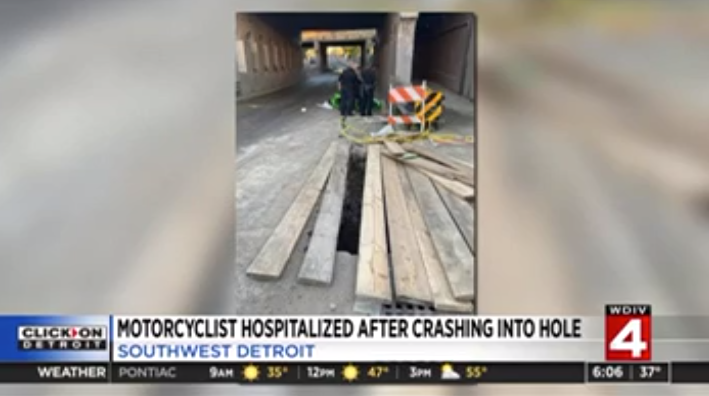 CLICK ON
DETROIT
MOTORCYCLIST HOSPITALIZED AFTER CRASHING INTO HOLE
SOUTHWEST DETROIT
WDIV
4
WEATHER PONTIAC 9AM 35° 12PM 47° 3PM 55° 6:06 37°